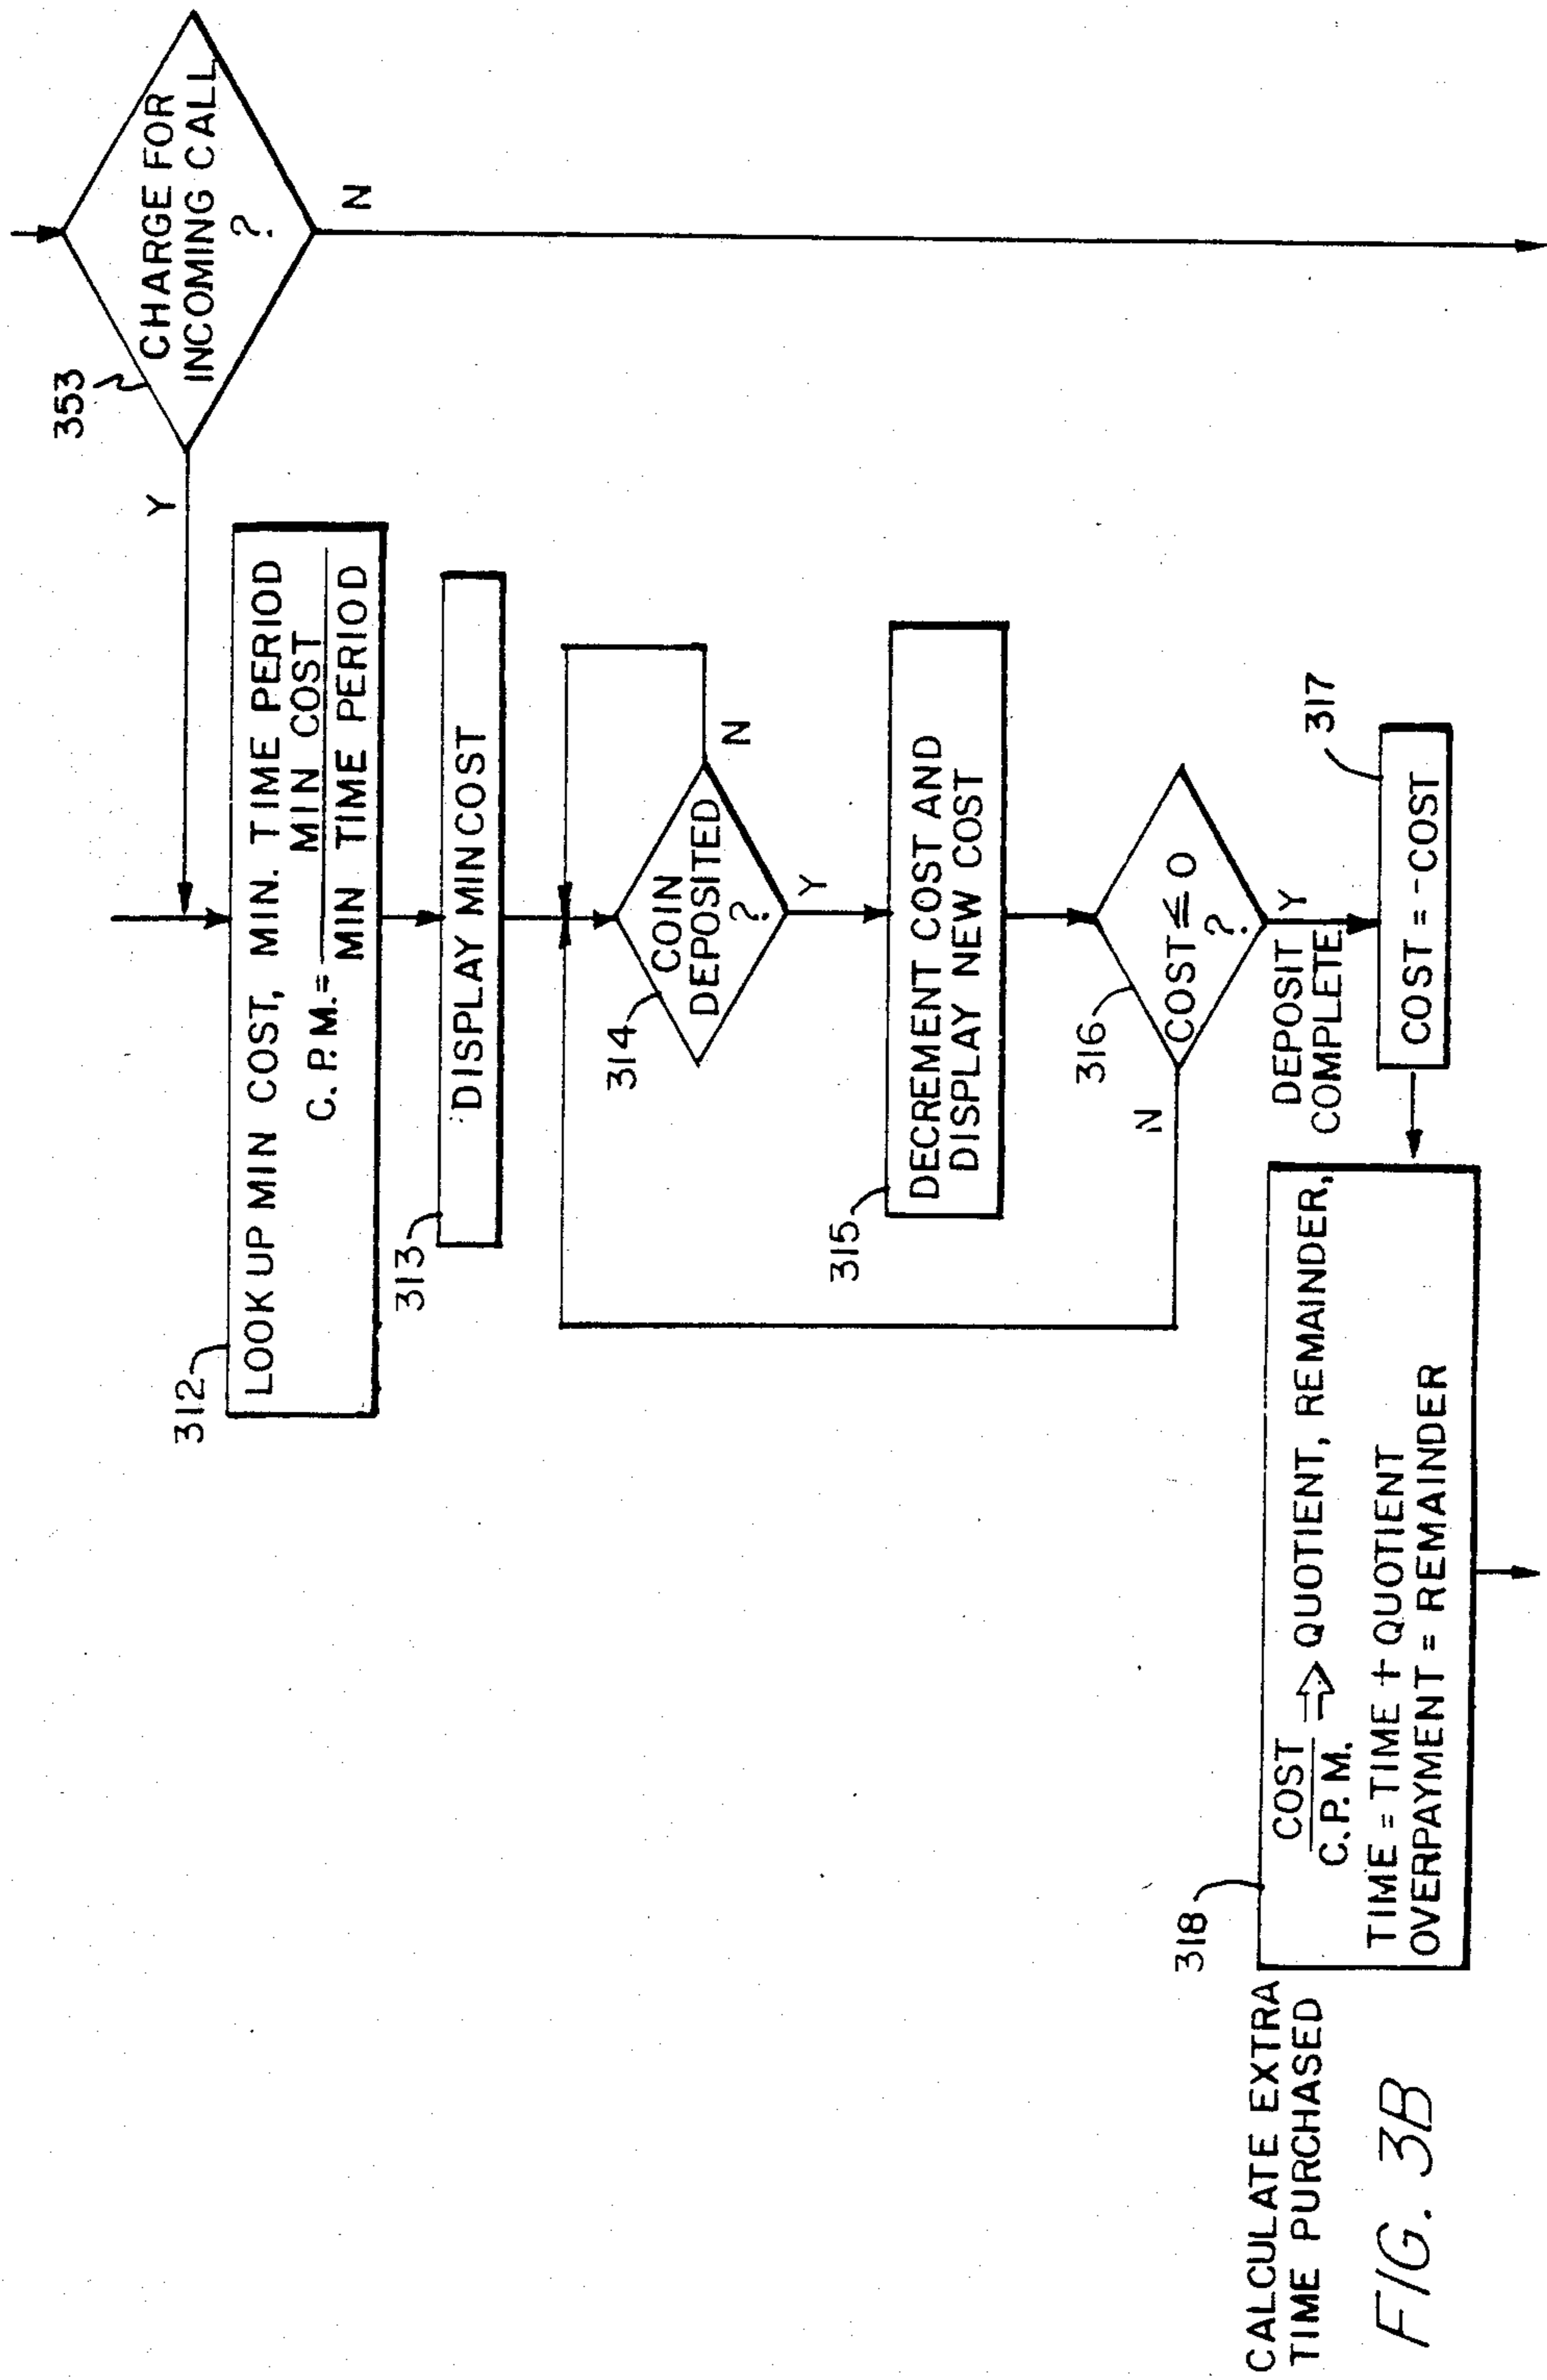 353
CHARGE FOR
INCOMING CALL
?
Y
N
312
LOOK UP MIN COST, MIN. TIME PERIOD
C. P. M. = MIN COST
MIN TIME PERIOD
313
DISPLAY MIN COST
314
COIN
DEPOSITED
?
N
Y
315
DECREMENT COST AND
DISPLAY NEW COST
316
COST ≤ 0
?
N
Y
DEPOSIT
COMPLETE
317
COST = -COST
318
COST
C. P. M. ⇒ QUOTIENT, REMAINDER,
TIME = TIME + QUOTIENT
OVERPAYMENT = REMAINDER
CALCULATE EXTRA
TIME PURCHASED
FIG. 3B